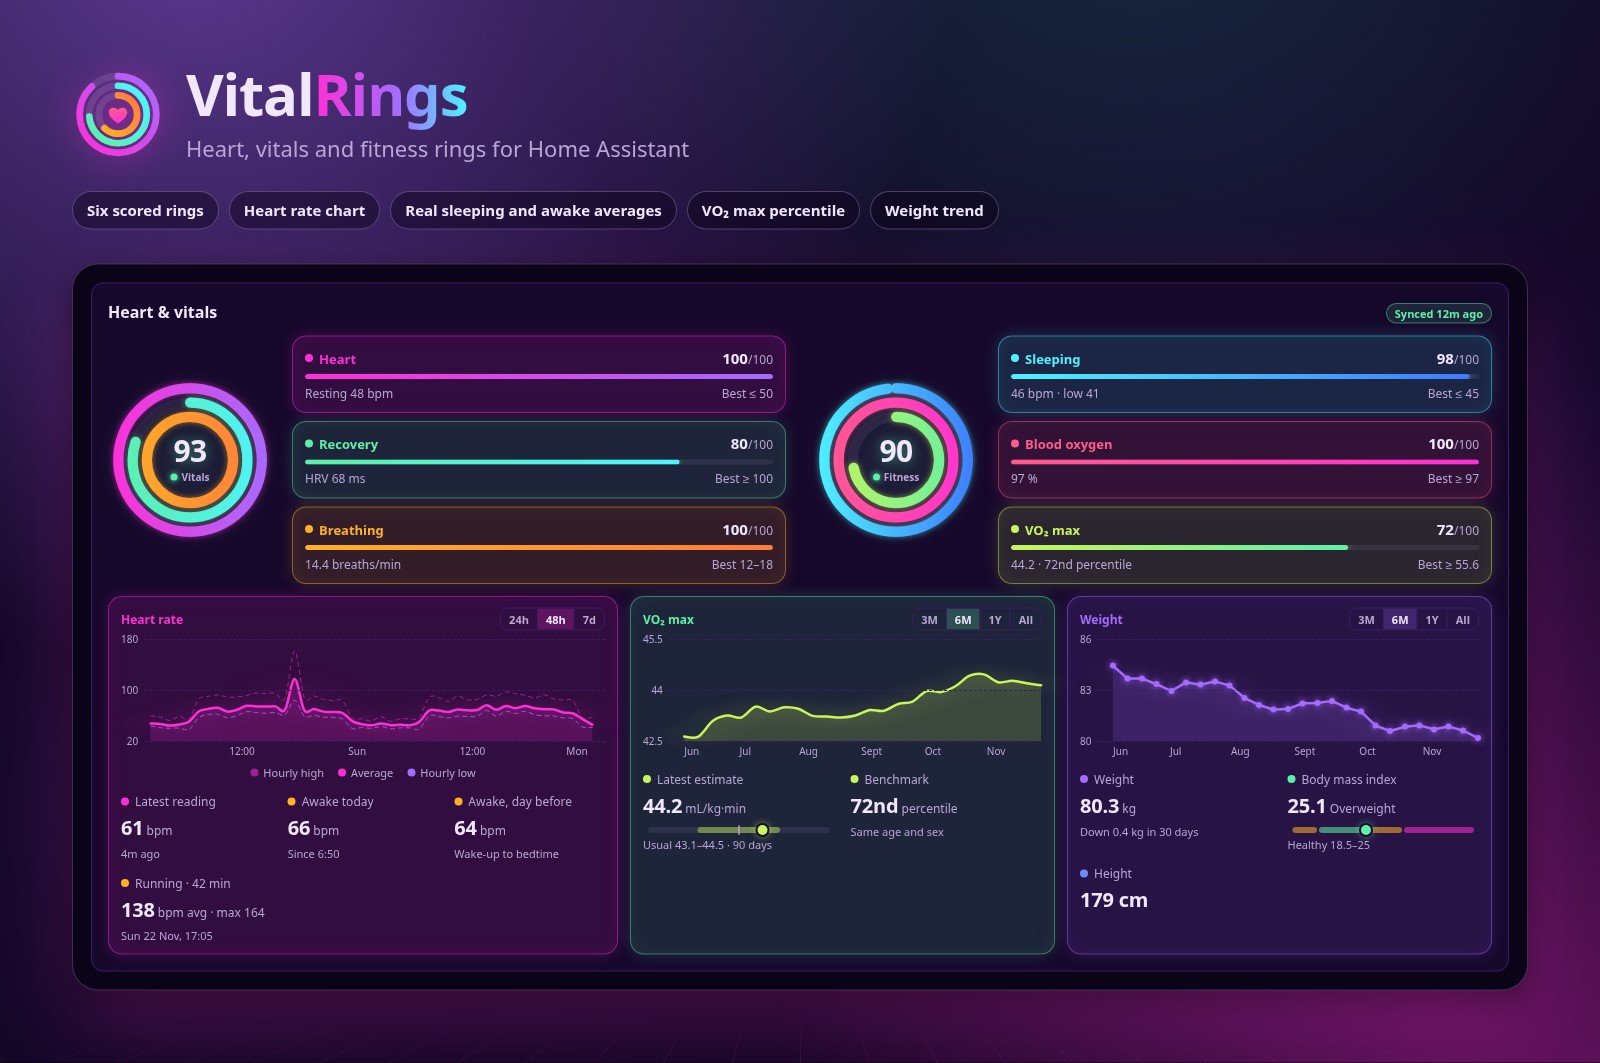 VitalRings
Heart, vitals and fitness rings for Home Assistant
Six scored rings
Heart rate chart
Real sleeping and awake averages
VO₂ max percentile
Weight trend
Heart & vitals
Synced 12m ago
93
Vitals
Heart 100/100
Resting 48 bpm Best ≤ 50
Recovery 80/100
HRV 68 ms Best ≥ 100
Breathing 100/100
14.4 breaths/min Best 12–18
90
Fitness
Sleeping 98/100
46 bpm · low 41 Best ≤ 45
Blood oxygen 100/100
97 % Best ≥ 97
VO₂ max 72/100
44.2 · 72nd percentile Best ≥ 55.6
Heart rate 24h 48h 7d
180
100
20
12:00 Sun 12:00 Mon
Hourly high Average Hourly low
Latest reading
61 bpm
4m ago
Awake today
66 bpm
Since 6:50
Awake, day before
64 bpm
Wake-up to bedtime
Running · 42 min
138 bpm avg · max 164
Sun 22 Nov, 17:05
VO₂ max 3M 6M 1Y All
45.5
44
42.5
Jun Jul Aug Sept Oct Nov
Latest estimate
44.2 mL/kg·min
Usual 43.1–44.5 · 90 days
Benchmark
72nd percentile
Same age and sex
Weight 3M 6M 1Y All
86
83
80
Jun Jul Aug Sept Oct Nov
Weight
80.3 kg
Down 0.4 kg in 30 days
Body mass index
25.1 Overweight
Healthy 18.5–25
Height
179 cm